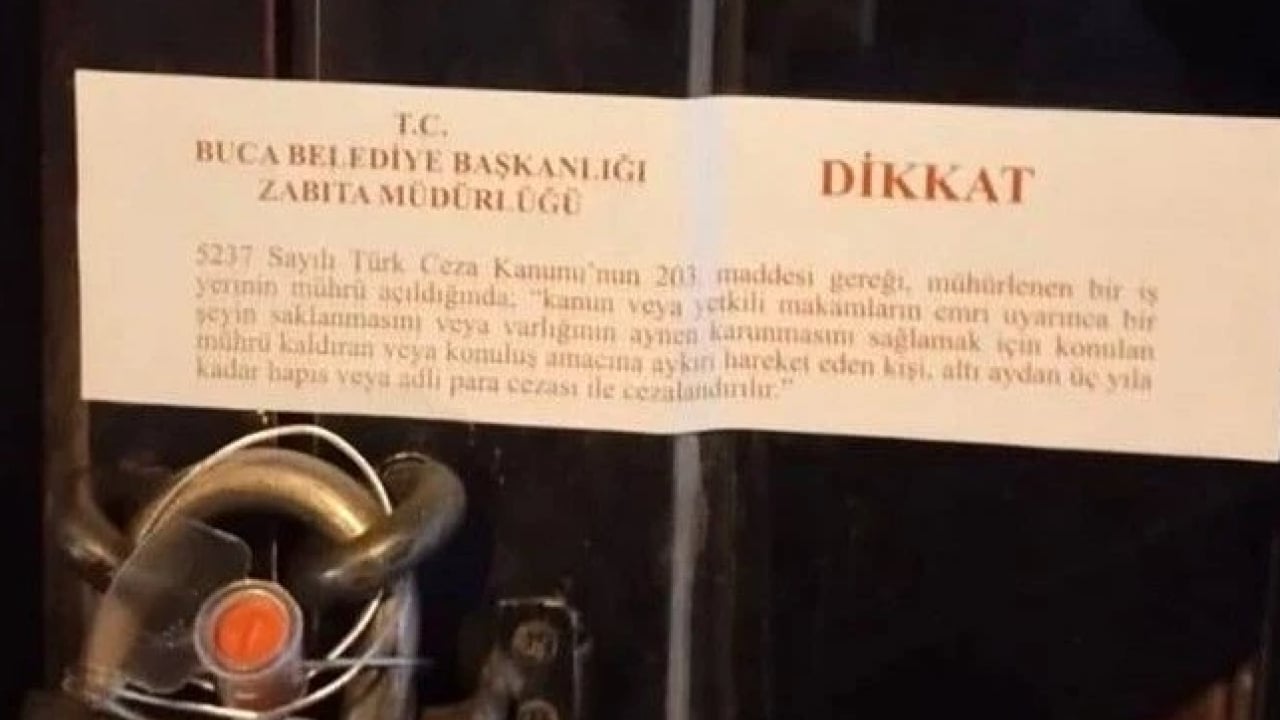 T.C.
BUCA BELEDİYE BAŞKANLIĞI
ZABITA MÜDÜRLÜĞÜ
DİKKAT
5237 Sayılı Türk Ceza Kanunu'nun 203. maddesi gereği, mühürlenen bir iş
yerinin mührü açıldığında; "kanun veya yetkili makamların emri uyarınca bir
şeyin saklanmasını veya varlığının aynen karunmasını sağlamak için konulan
mührü kaldıran veya konuluş amacına aykırı hareket eden kişi, altı aydan üç yıla
kadar hapis veya adli para cezası ile cezalandırılır."